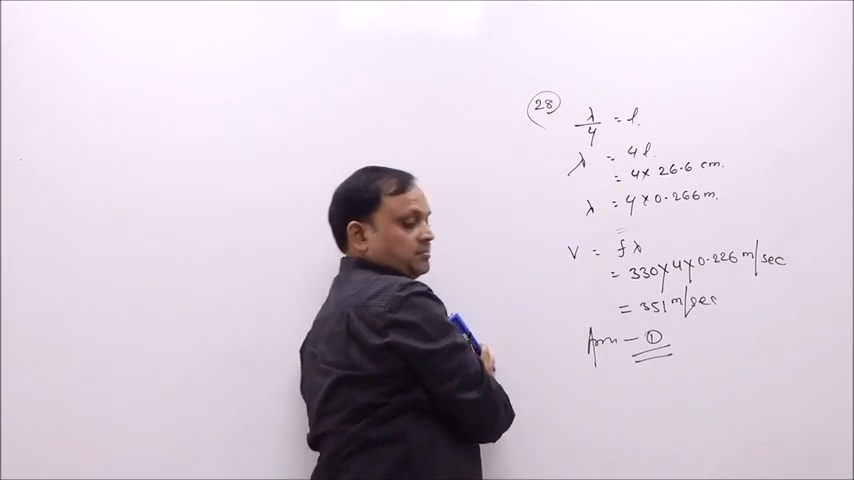 28
λ/4 = l.
λ = 4l.
= 4 × 26.6 cm.
λ = 4 × 0.266 m.
=
V = fλ
= 330 × 4 × 0.226 m/sec
= 351 m/sec
Ans — ①